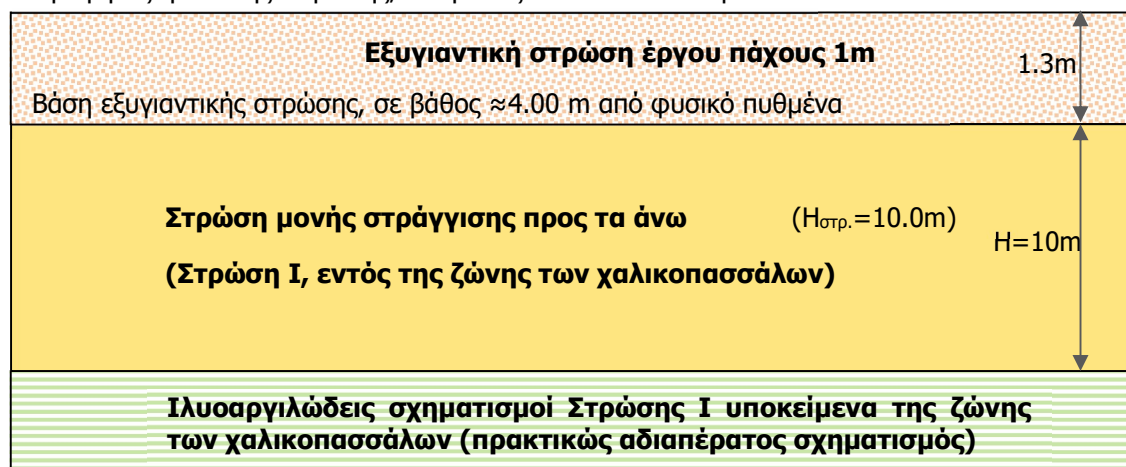 Εξυγιαντική στρώση έργου πάχους 1m
1.3m
Βάση εξυγιαντικής στρώσης, σε βάθος ≈4.00 m από φυσικό πυθμένα
Στρώση μονής στράγγισης προς τα άνω (Hστρ.=10.0m)
H=10m
(Στρώση Ι, εντός της ζώνης των χαλικοπασσάλων)
Ιλυοαργιλώδεις σχηματισμοί Στρώσης Ι υποκείμενα της ζώνης
των χαλικοπασσάλων (πρακτικώς αδιαπέρατος σχηματισμός)